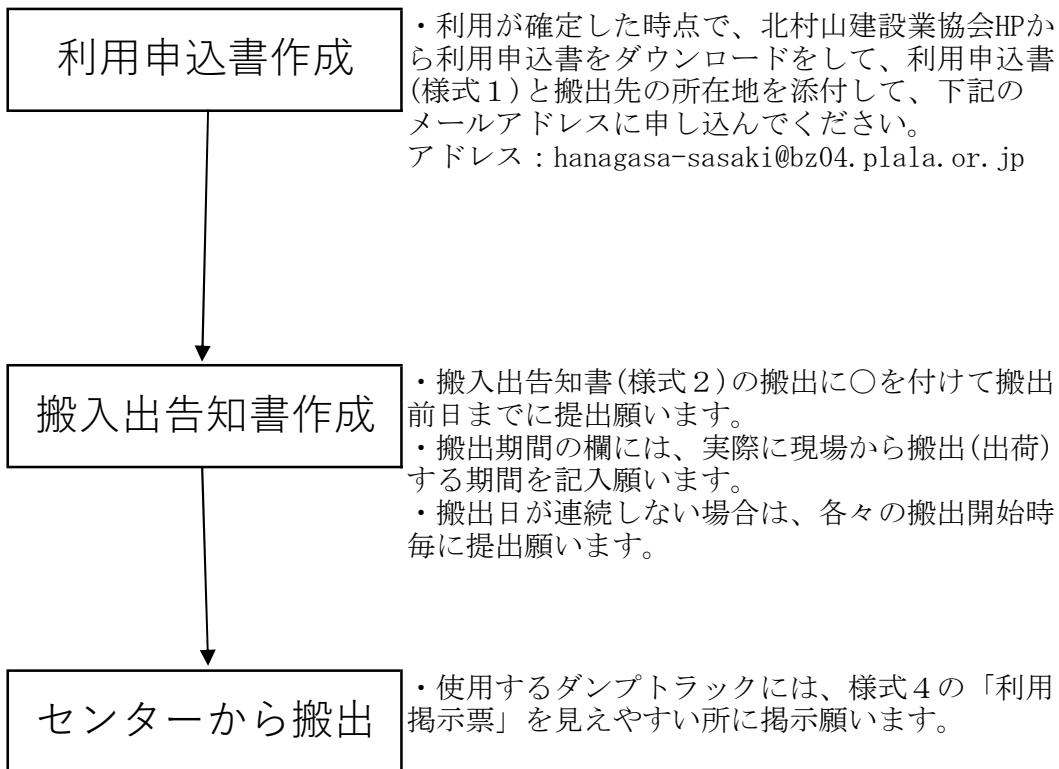 利用申込書作成
・利用が確定した時点で、北村山建設業協会HPか
ら利用申込書をダウンロードをして、利用申込書
(様式１)と搬出先の所在地を添付して、下記の
メールアドレスに申し込んでください。
アドレス：hanagasa-sasaki@bz04.plala.or.jp
搬入出告知書作成
・搬入出告知書(様式２)の搬出に○を付けて搬出
前日までに提出願います。
・搬出期間の欄には、実際に現場から搬出(出荷)
する期間を記入願います。
・搬出日が連続しない場合は、各々の搬出開始時
毎に提出願います。
センターから搬出
・使用するダンプトラックには、様式４の「利用
掲示票」を見えやすい所に掲示願います。